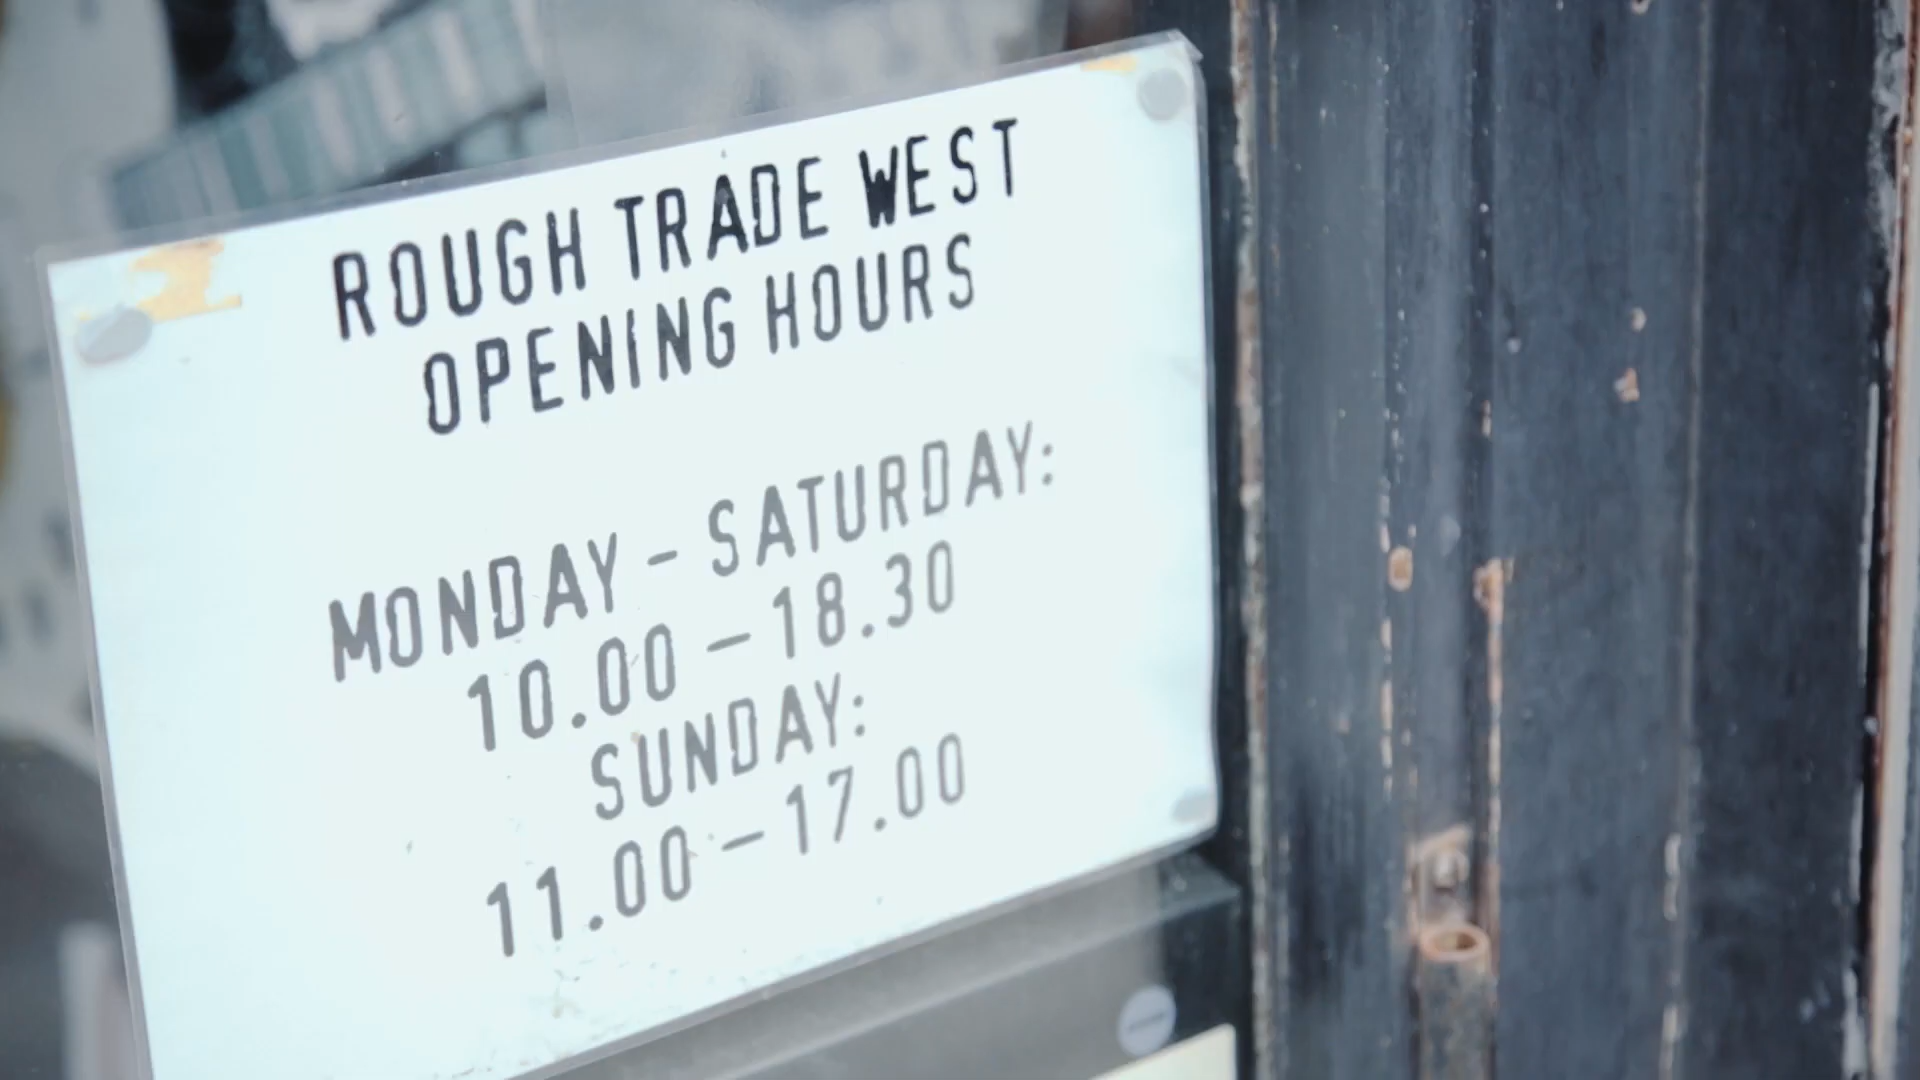 ROUGH TRADE WEST
OPENING HOURS
MONDAY - SATURDAY:
10.00 - 18.30
SUNDAY:
11.00 - 17.00